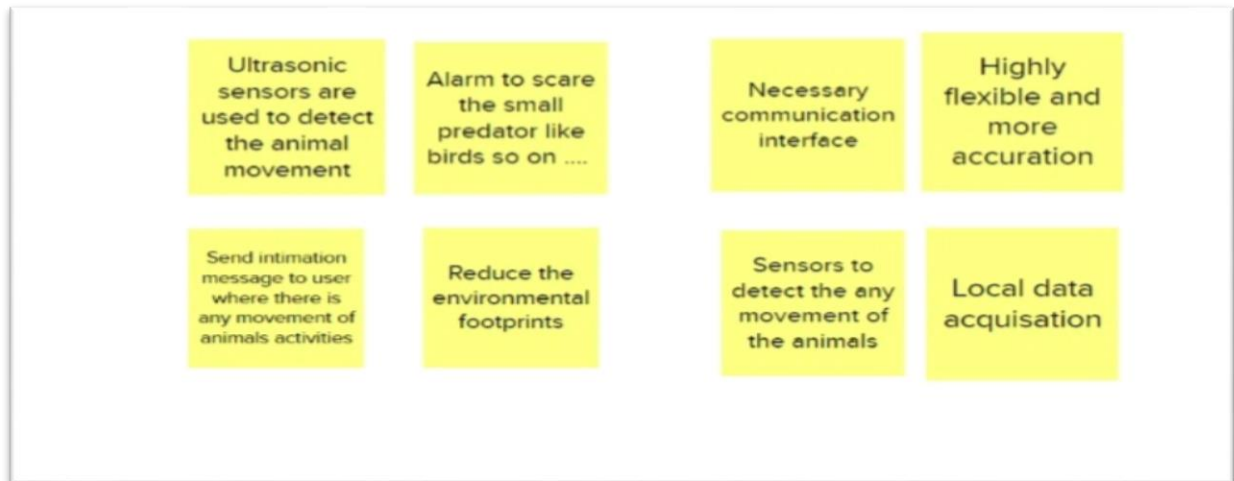 Ultrasonic
sensors are
used to detect
the animal
movement
Alarm to scare
the small
predator like
birds so on ....
Necessary
communication
interface
Highly
flexible and
more
accuration
Send intimation
message to user
where there is
any movement of
animals activities
Reduce the
environmental
footprints
Sensors to
detect the any
movement of
the animals
Local data
acquisation